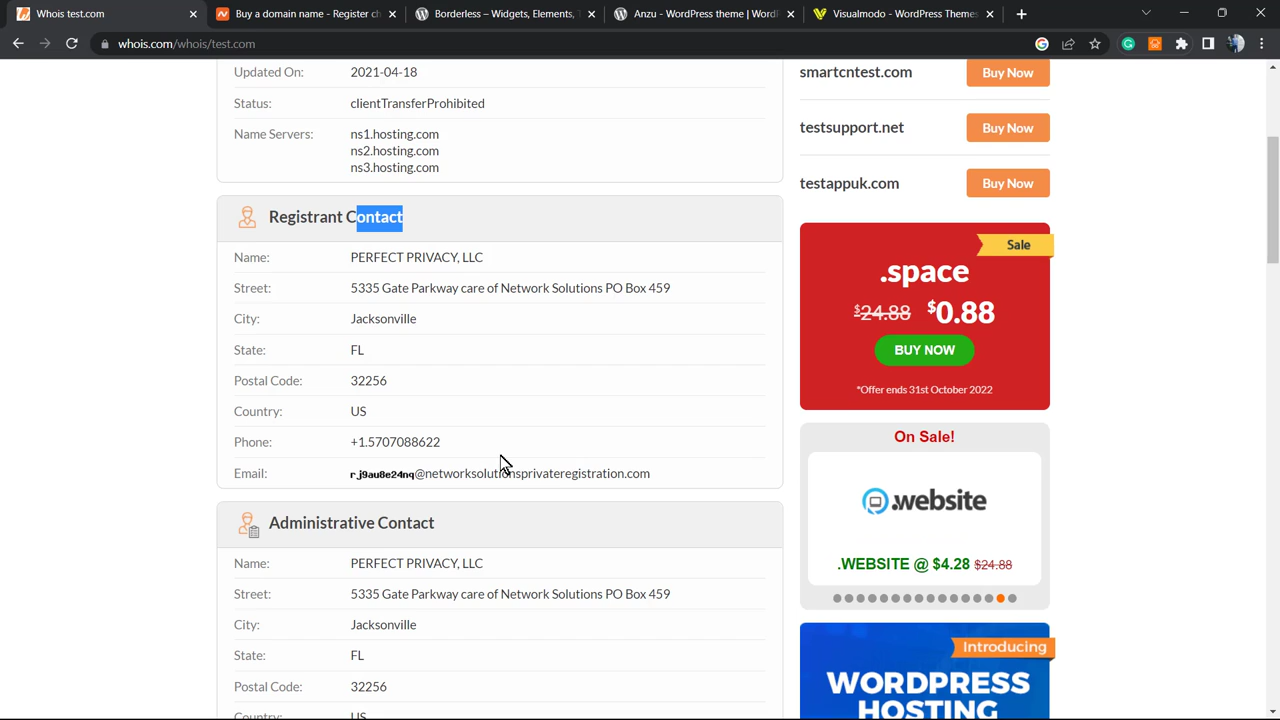 Whois test.com
Buy a domain name - Register ch
Borderless – Widgets, Elements, T
Anva - WordPress theme | Word
Visualmodo - WordPress Themes
whois.com/whois/test.com
Updated On: 2021-04-18
Status: clientTransferProhibited
Name Servers: ns1.hosting.com
ns2.hosting.com
ns3.hosting.com
Registrant Contact
Name: PERFECT PRIVACY, LLC
Street: 5335 Gate Parkway care of Network Solutions PO Box 459
City: Jacksonville
State: FL
Postal Code: 32256
Country: US
Phone: +1.5707088622
Email: rj9au8e24nq@networksolutionsprivateregistration.com
Administrative Contact
Name: PERFECT PRIVACY, LLC
Street: 5335 Gate Parkway care of Network Solutions PO Box 459
City: Jacksonville
State: FL
Postal Code: 32256
Country: US
smartcntest.com Buy Now
testsupport.net Buy Now
testappuk.com Buy Now
Sale
.space
$24.88 $0.88
BUY NOW
*Offer ends 31st October 2022
On Sale!
.website
.WEBSITE @ $4.28 $24.88
Introducing
WORDPRESS
HOSTING